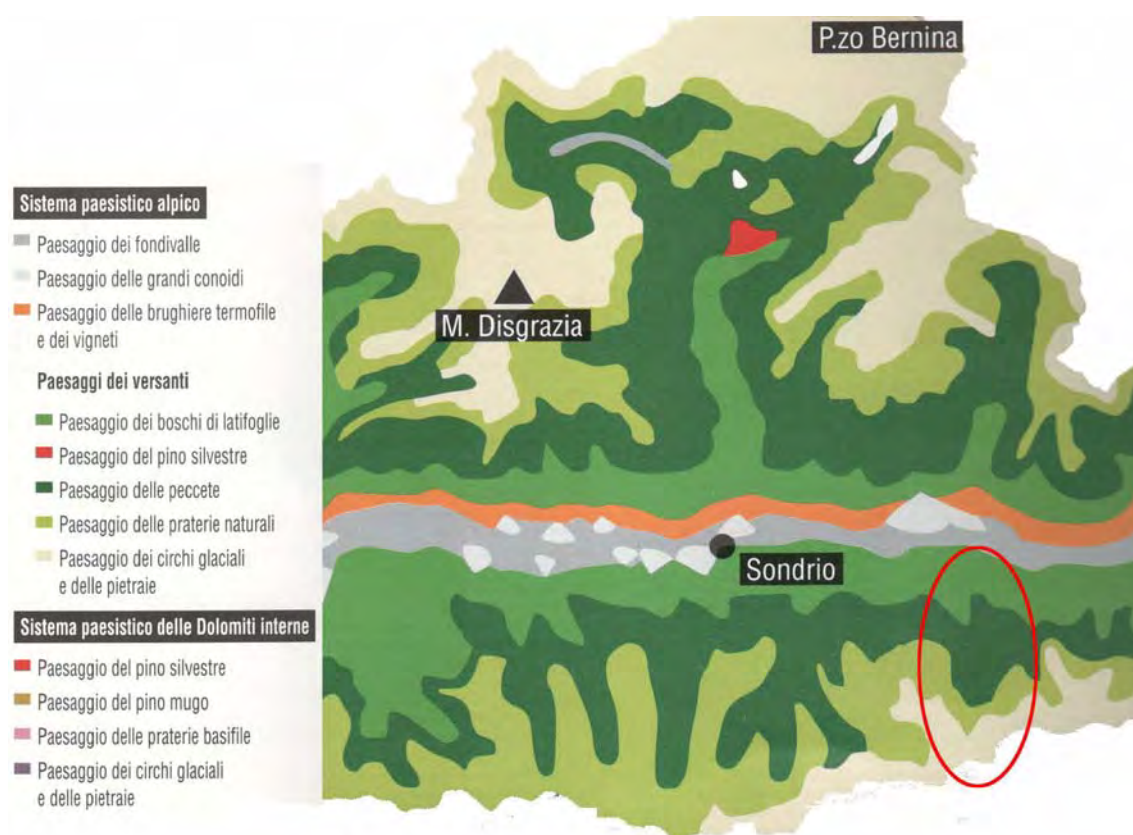 P.zo Bernina
Sistema paesistico alpico
Paesaggio dei fondivalle
Paesaggio delle grandi conoidi
Paesaggio delle brughiere termofile
e dei vigneti
Paesaggi dei versanti
Paesaggio dei boschi di latifoglie
Paesaggio del pino silvestre
Paesaggio delle peccete
Paesaggio delle praterie naturali
Paesaggio dei circhi glaciali
e delle pietraie
Sistema paesistico delle Dolomiti interne
Paesaggio del pino silvestre
Paesaggio del pino mugo
Paesaggio delle praterie basifile
Paesaggio dei circhi glaciali
e delle pietraie
M. Disgrazia
Sondrio